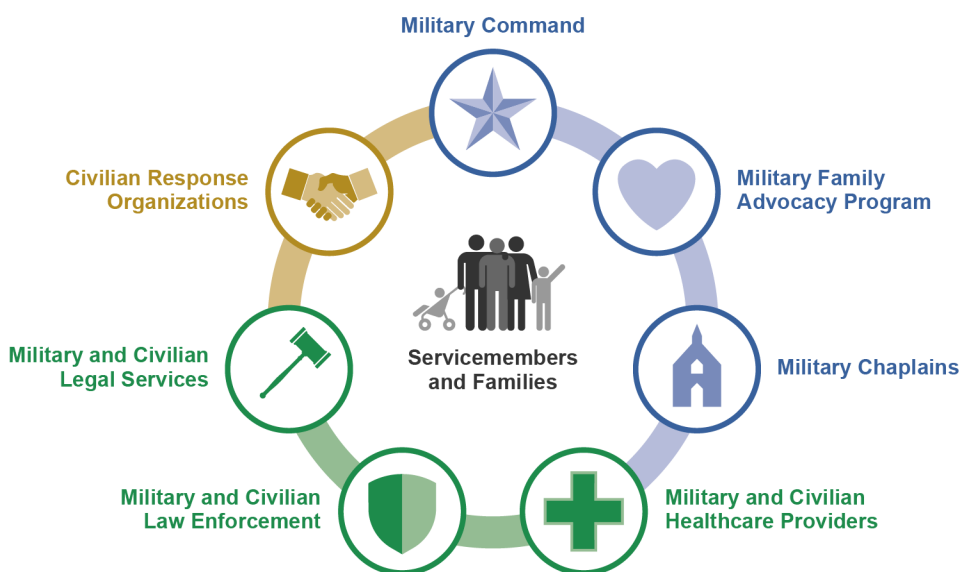 Military Command
Civilian Response
Organizations
Military Family
Advocacy Program
Servicemembers
and Families
Military and Civilian
Legal Services
Military Chaplains
Military and Civilian
Law Enforcement
Military and Civilian
Healthcare Providers